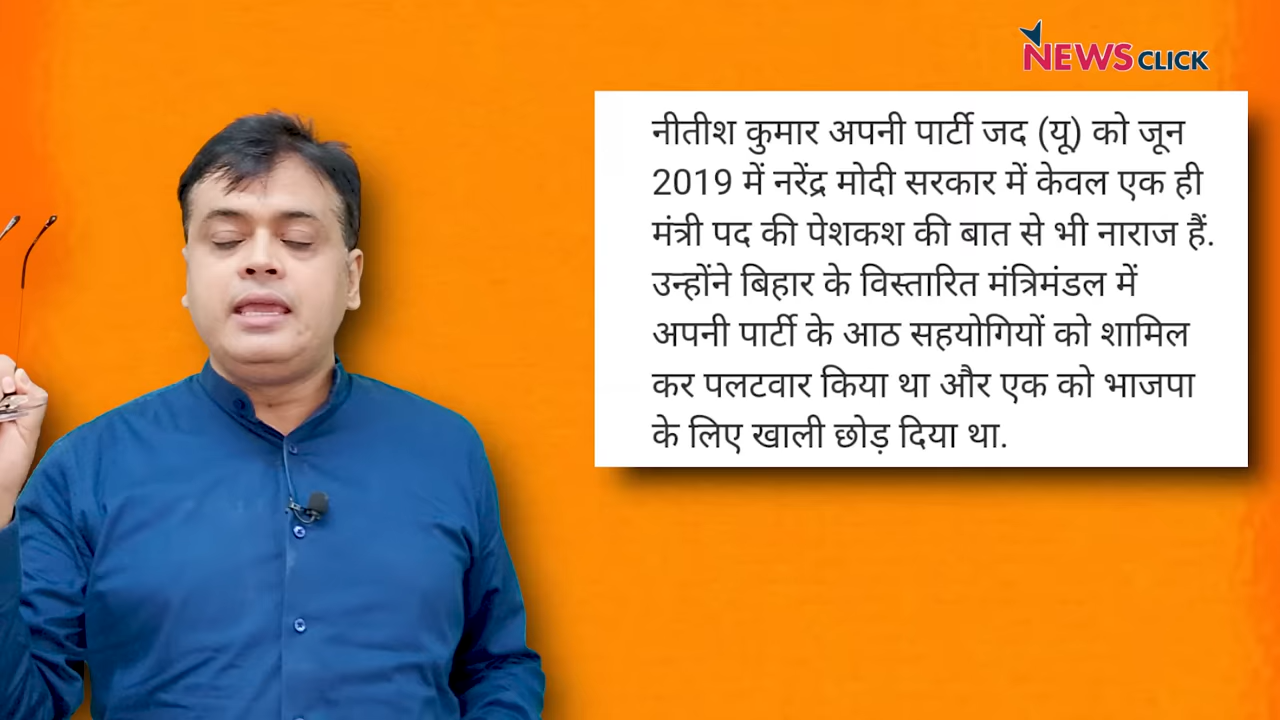 NEWSCLICK
नीतीश कुमार अपनी पार्टी जद (यू) को जून
2019 में नरेंद्र मोदी सरकार में केवल एक ही
मंत्री पद की पेशकश की बात से भी नाराज हैं.
उन्होंने बिहार के विस्तारित मंत्रिमंडल में
अपनी पार्टी के आठ सहयोगियों को शामिल
कर पलटवार किया था और एक को भाजपा
के लिए खाली छोड़ दिया था.